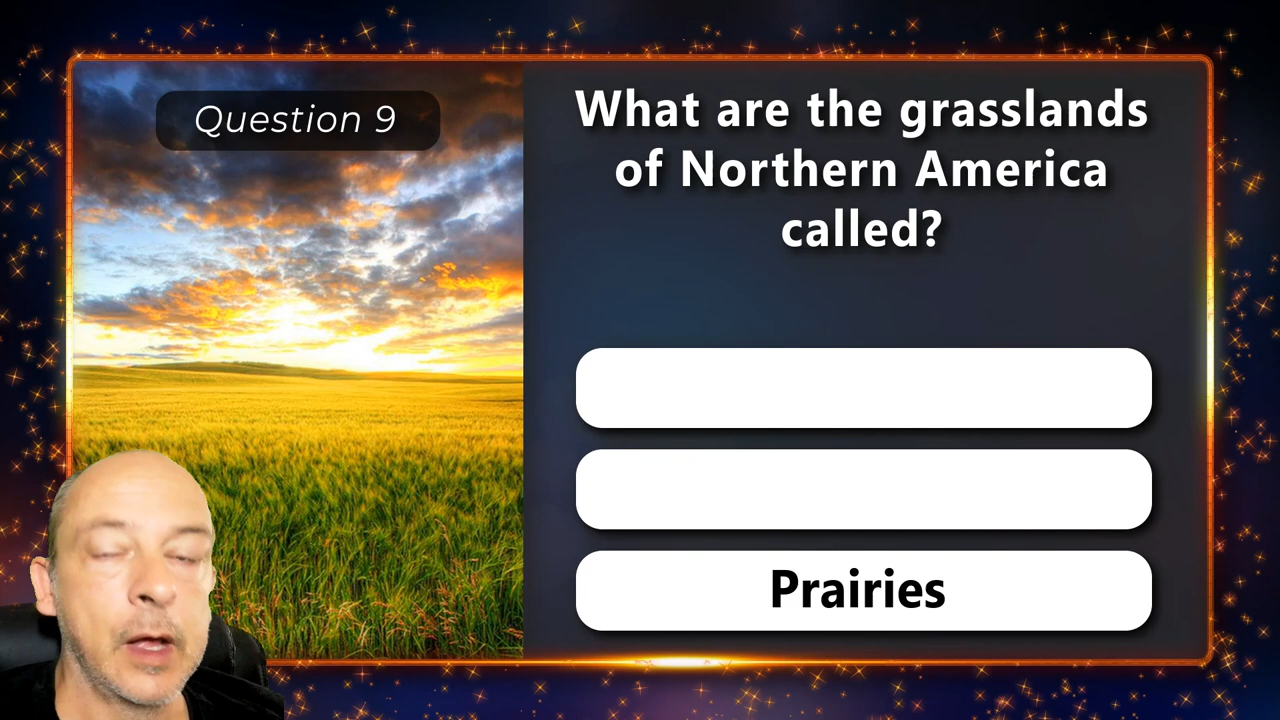 Question 9
What are the grasslands
of Northern America
called?
Prairies